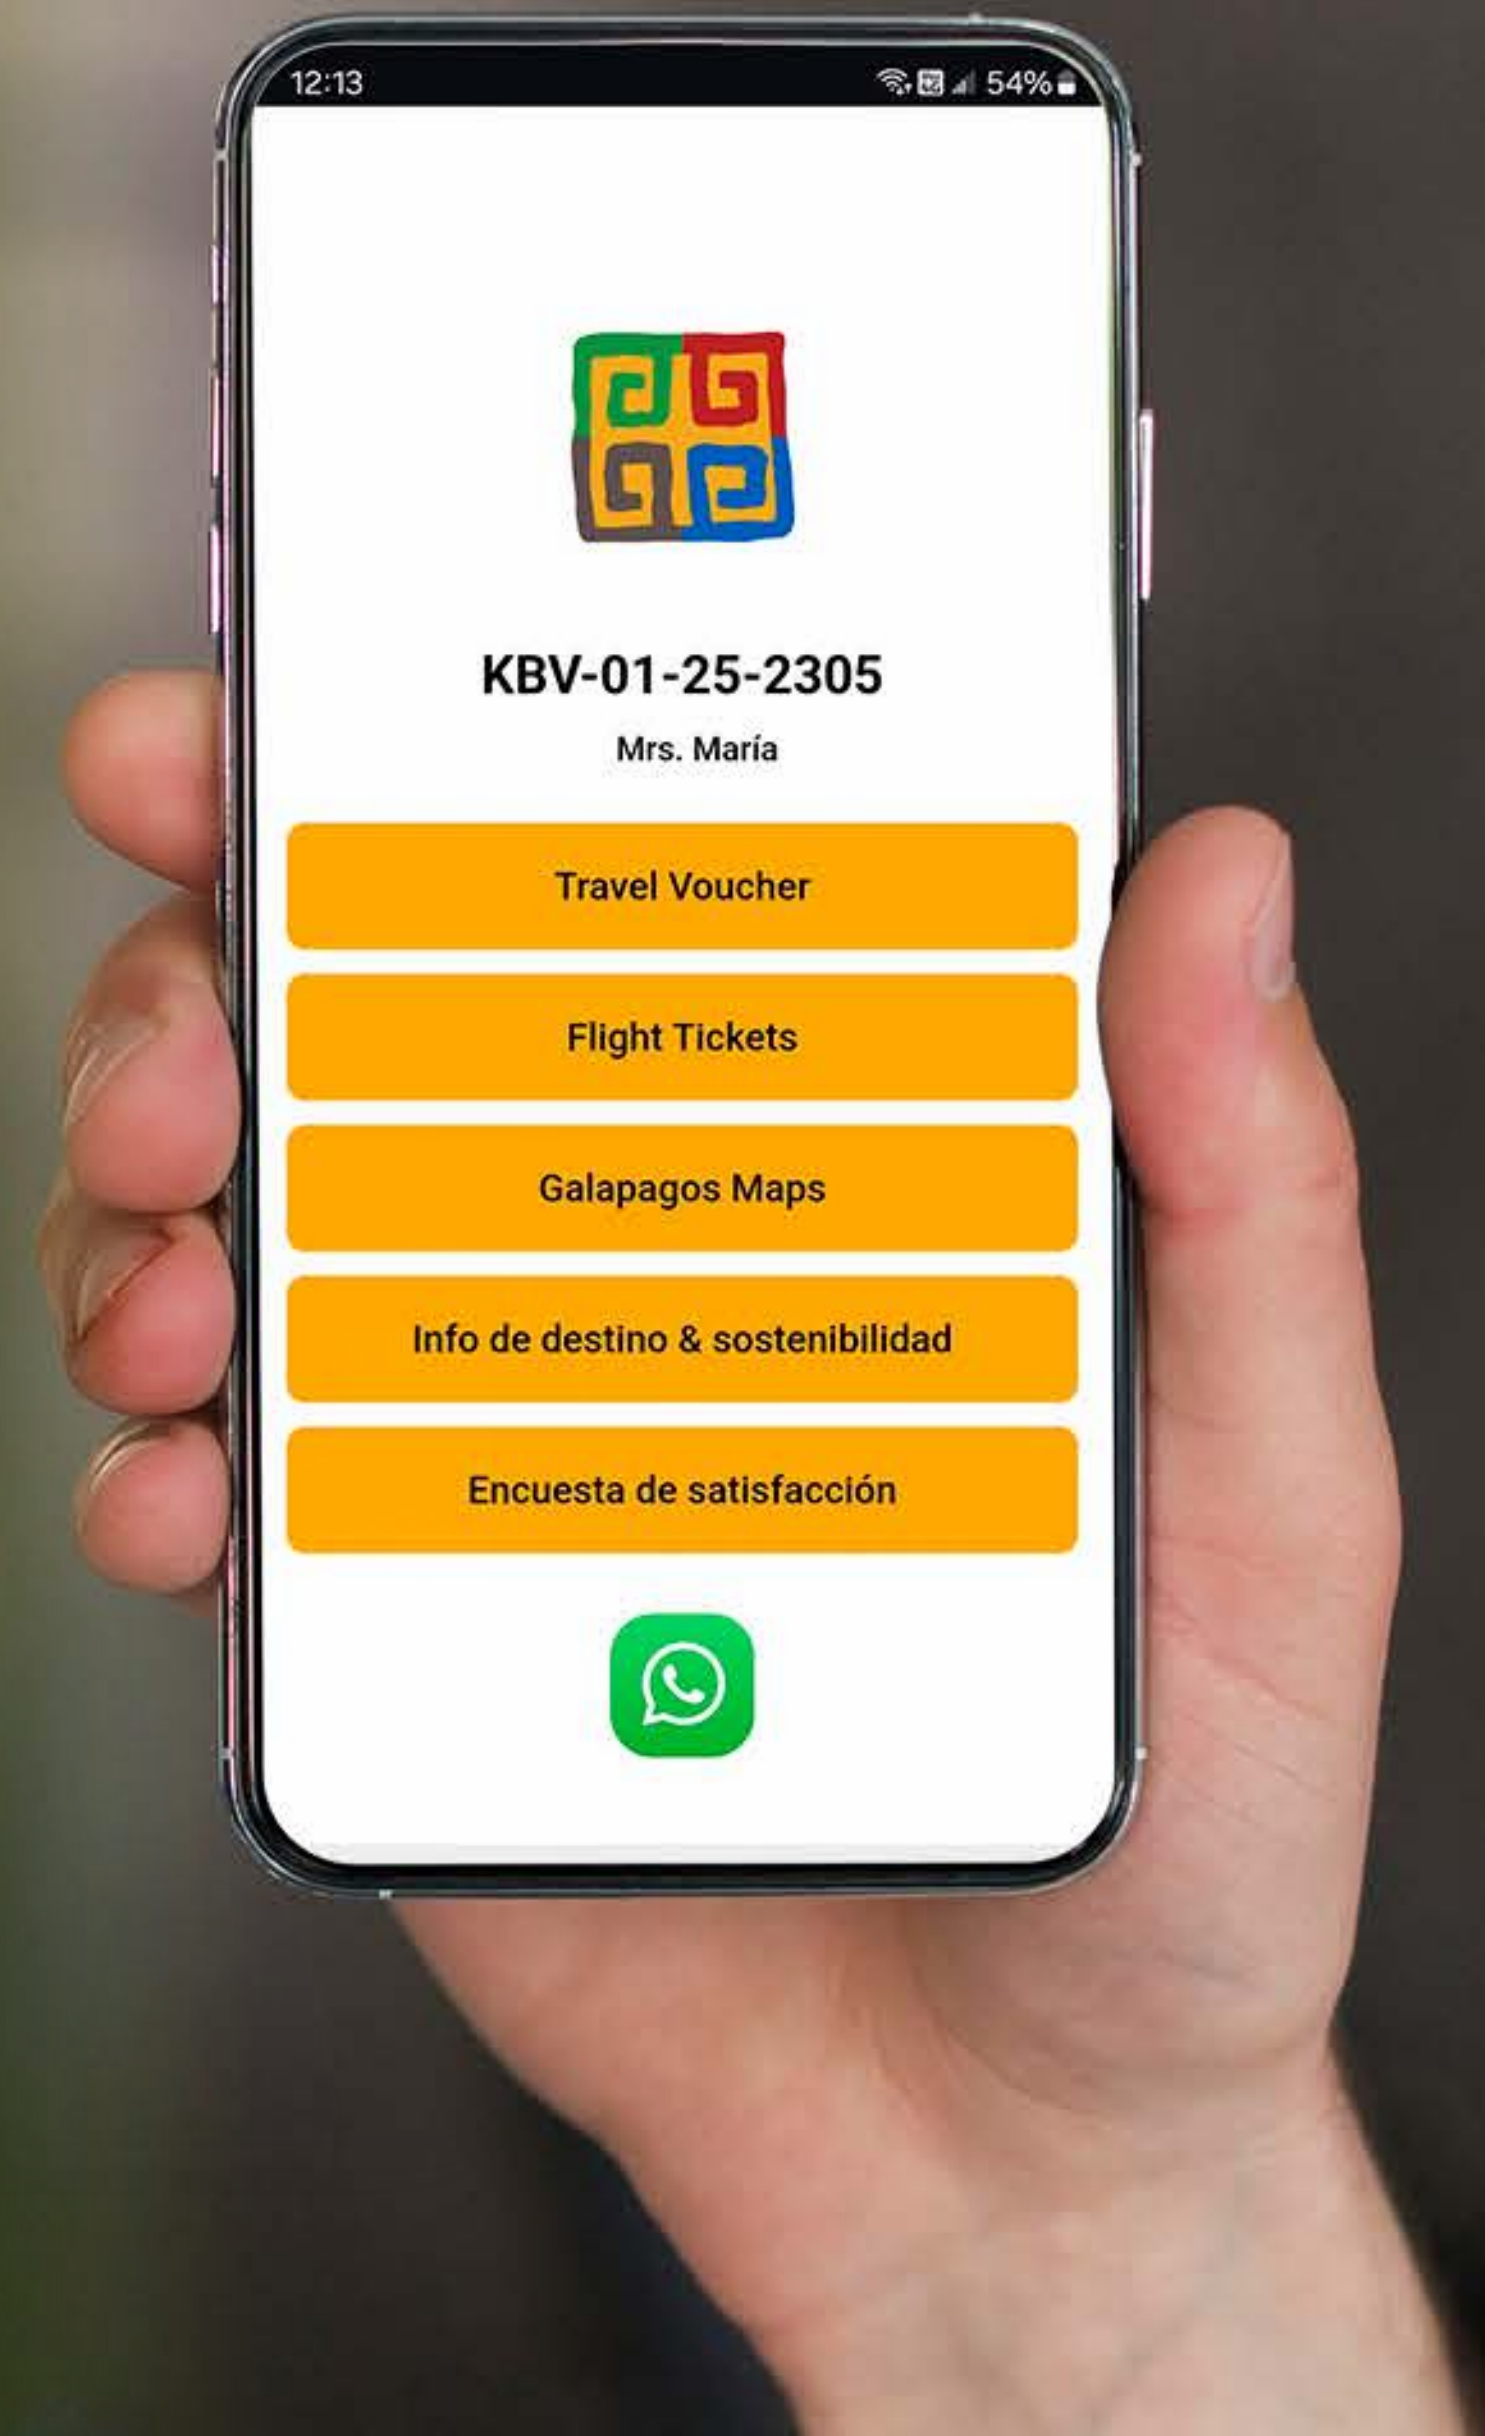 12:13
54%
KBV-01-25-2305
Mrs. María
Travel Voucher
Flight Tickets
Galapagos Maps
Info de destino & sostenibilidad
Encuesta de satisfacción